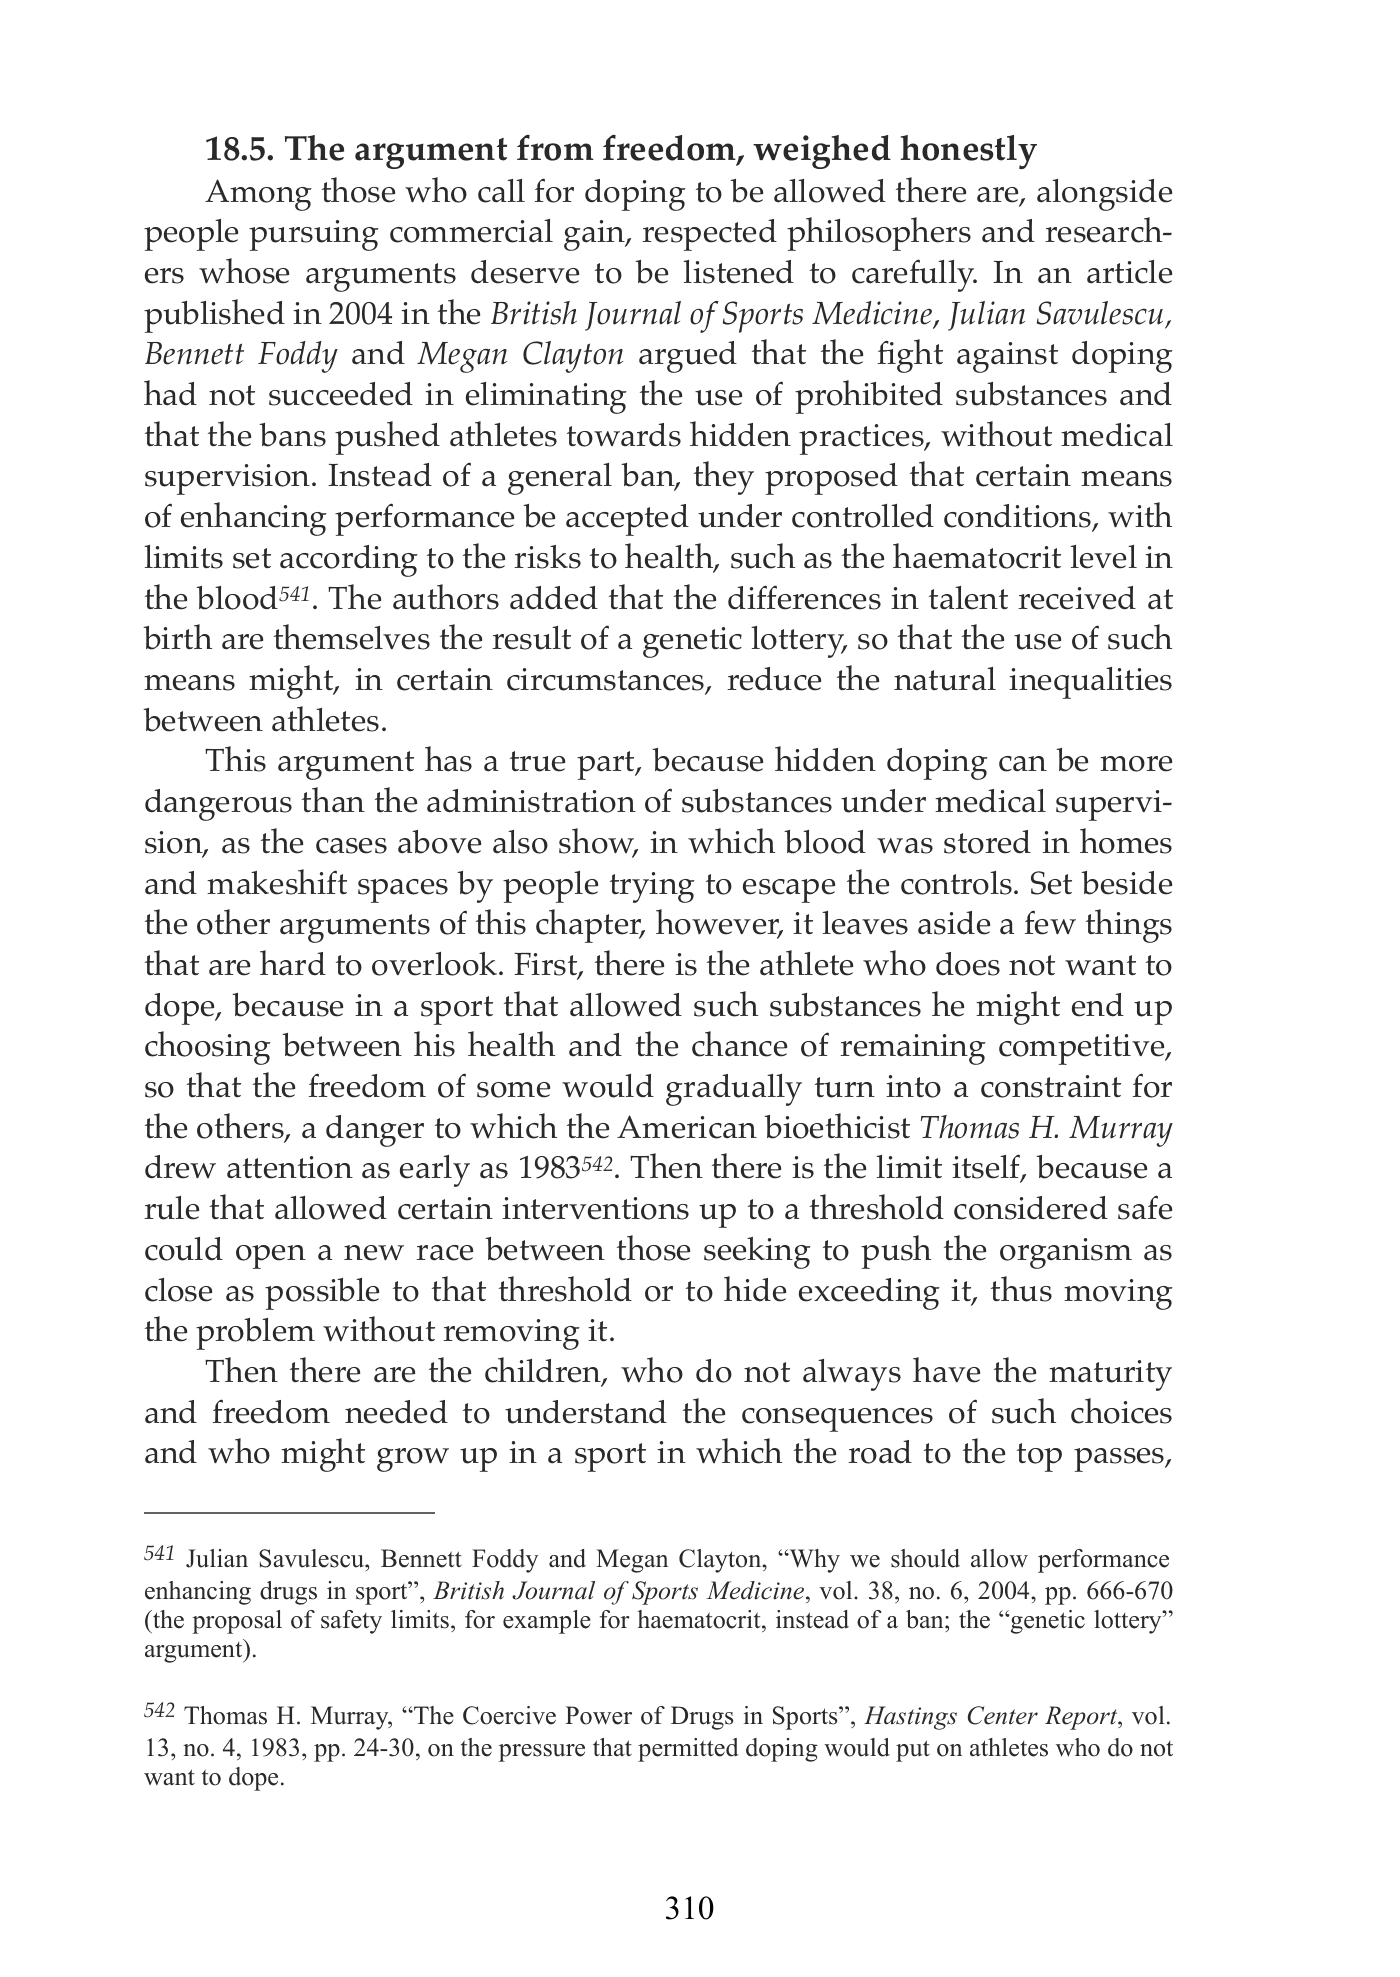 18.5. The argument from freedom, weighed honestly
Among those who call for doping to be allowed there are, alongside
people pursuing commercial gain, respected philosophers and research-
ers whose arguments deserve to be listened to carefully. In an article
published in 2004 in the British Journal of Sports Medicine, Julian Savulescu,
Bennett Foddy and Megan Clayton argued that the fight against doping
had not succeeded in eliminating the use of prohibited substances and
that the bans pushed athletes towards hidden practices, without medical
supervision. Instead of a general ban, they proposed that certain means
of enhancing performance be accepted under controlled conditions, with
limits set according to the risks to health, such as the haematocrit level in
the blood541. The authors added that the differences in talent received at
birth are themselves the result of a genetic lottery, so that the use of such
means might, in certain circumstances, reduce the natural inequalities
between athletes.
This argument has a true part, because hidden doping can be more
dangerous than the administration of substances under medical supervi-
sion, as the cases above also show, in which blood was stored in homes
and makeshift spaces by people trying to escape the controls. Set beside
the other arguments of this chapter, however, it leaves aside a few things
that are hard to overlook. First, there is the athlete who does not want to
dope, because in a sport that allowed such substances he might end up
choosing between his health and the chance of remaining competitive,
so that the freedom of some would gradually turn into a constraint for
the others, a danger to which the American bioethicist Thomas H. Murray
drew attention as early as 1983542. Then there is the limit itself, because a
rule that allowed certain interventions up to a threshold considered safe
could open a new race between those seeking to push the organism as
close as possible to that threshold or to hide exceeding it, thus moving
the problem without removing it.
Then there are the children, who do not always have the maturity
and freedom needed to understand the consequences of such choices
and who might grow up in a sport in which the road to the top passes,
541 Julian Savulescu, Bennett Foddy and Megan Clayton, “Why we should allow performance
enhancing drugs in sport”, British Journal of Sports Medicine, vol. 38, no. 6, 2004, pp. 666-670
(the proposal of safety limits, for example for haematocrit, instead of a ban; the “genetic lottery”
argument).
542 Thomas H. Murray, “The Coercive Power of Drugs in Sports”, Hastings Center Report, vol.
13, no. 4, 1983, pp. 24-30, on the pressure that permitted doping would put on athletes who do not
want to dope.
310